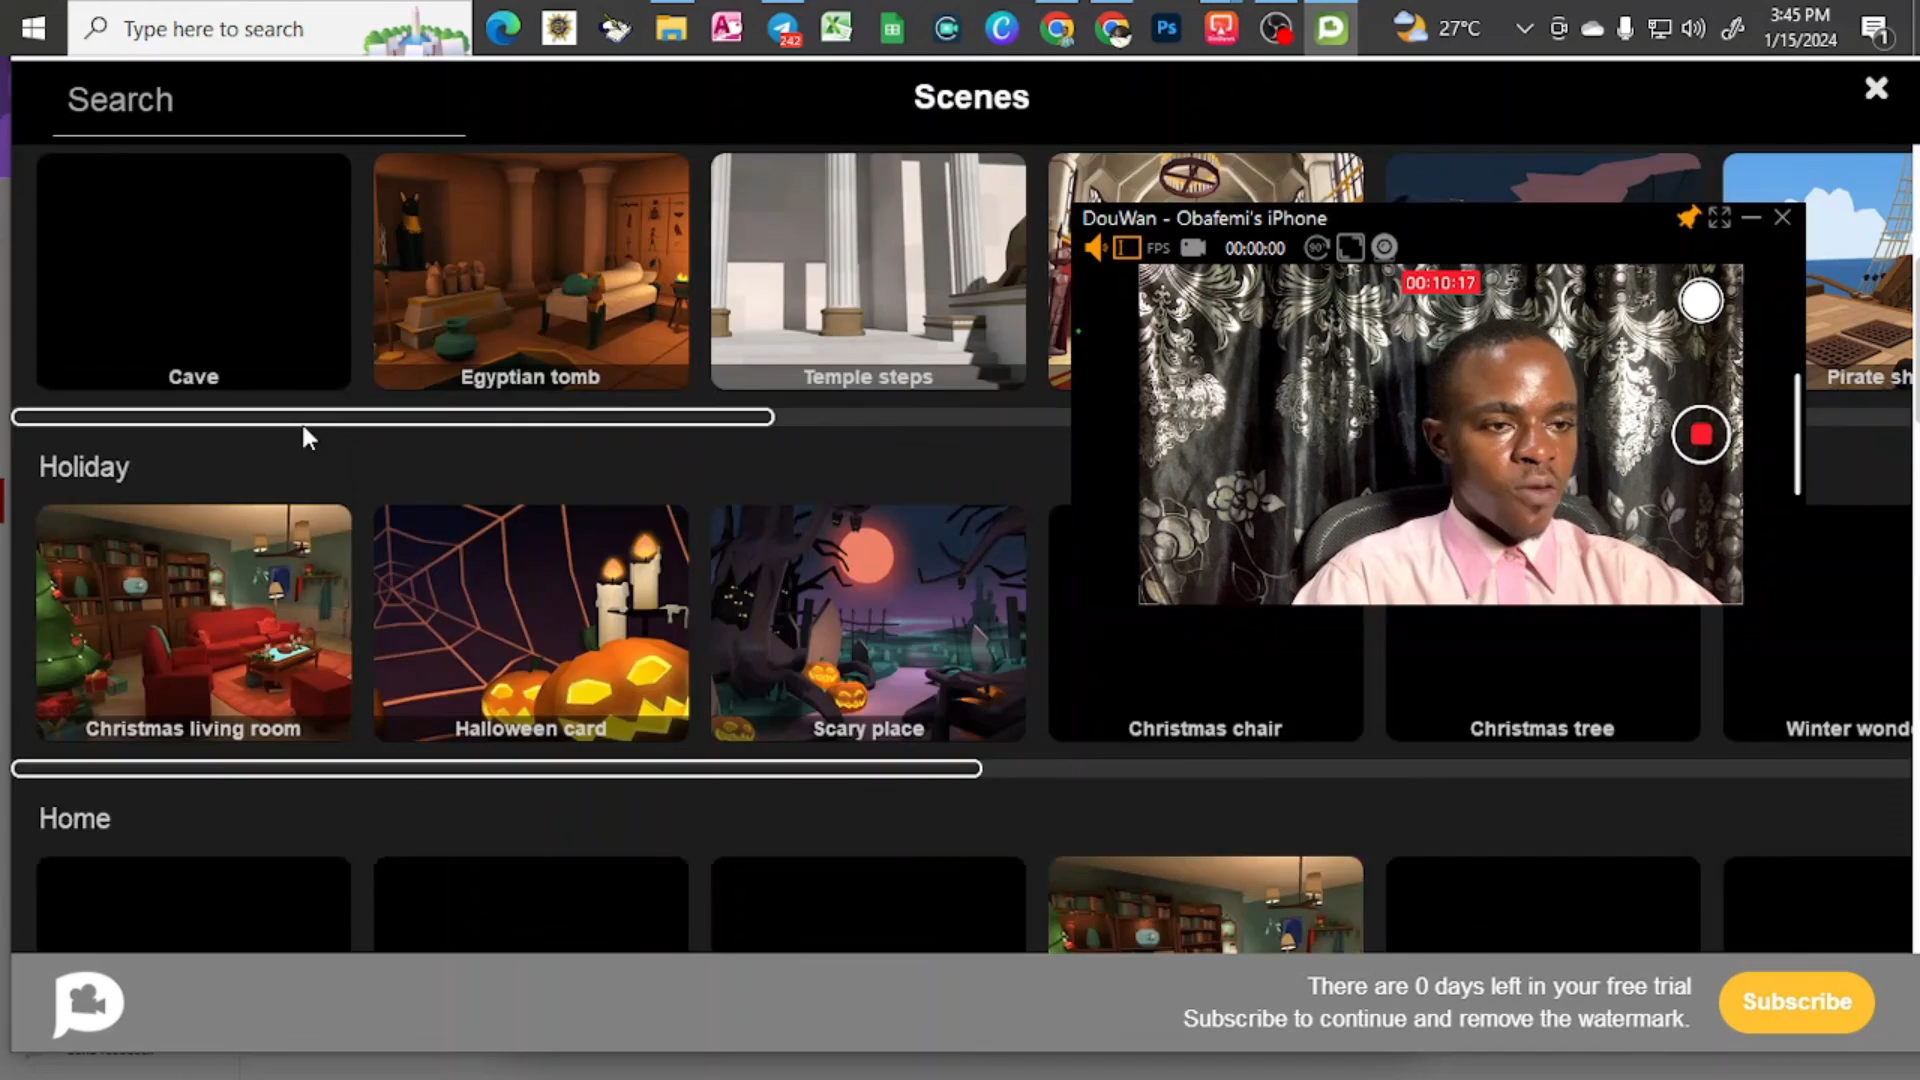 Type here to search
242
Ps
27°C
3:45 PM
1/15/2024
1
Search
Scenes
Cave
Egyptian tomb
Temple steps
Pirate sh
DouWan - Obafemi's iPhone
FPS
00:00:00
90°
00:10:17
Holiday
Christmas living room
Halloween card
Scary place
Christmas chair
Christmas tree
Winter wond
Home
There are 0 days left in your free trial
Subscribe to continue and remove the watermark.
Subscribe